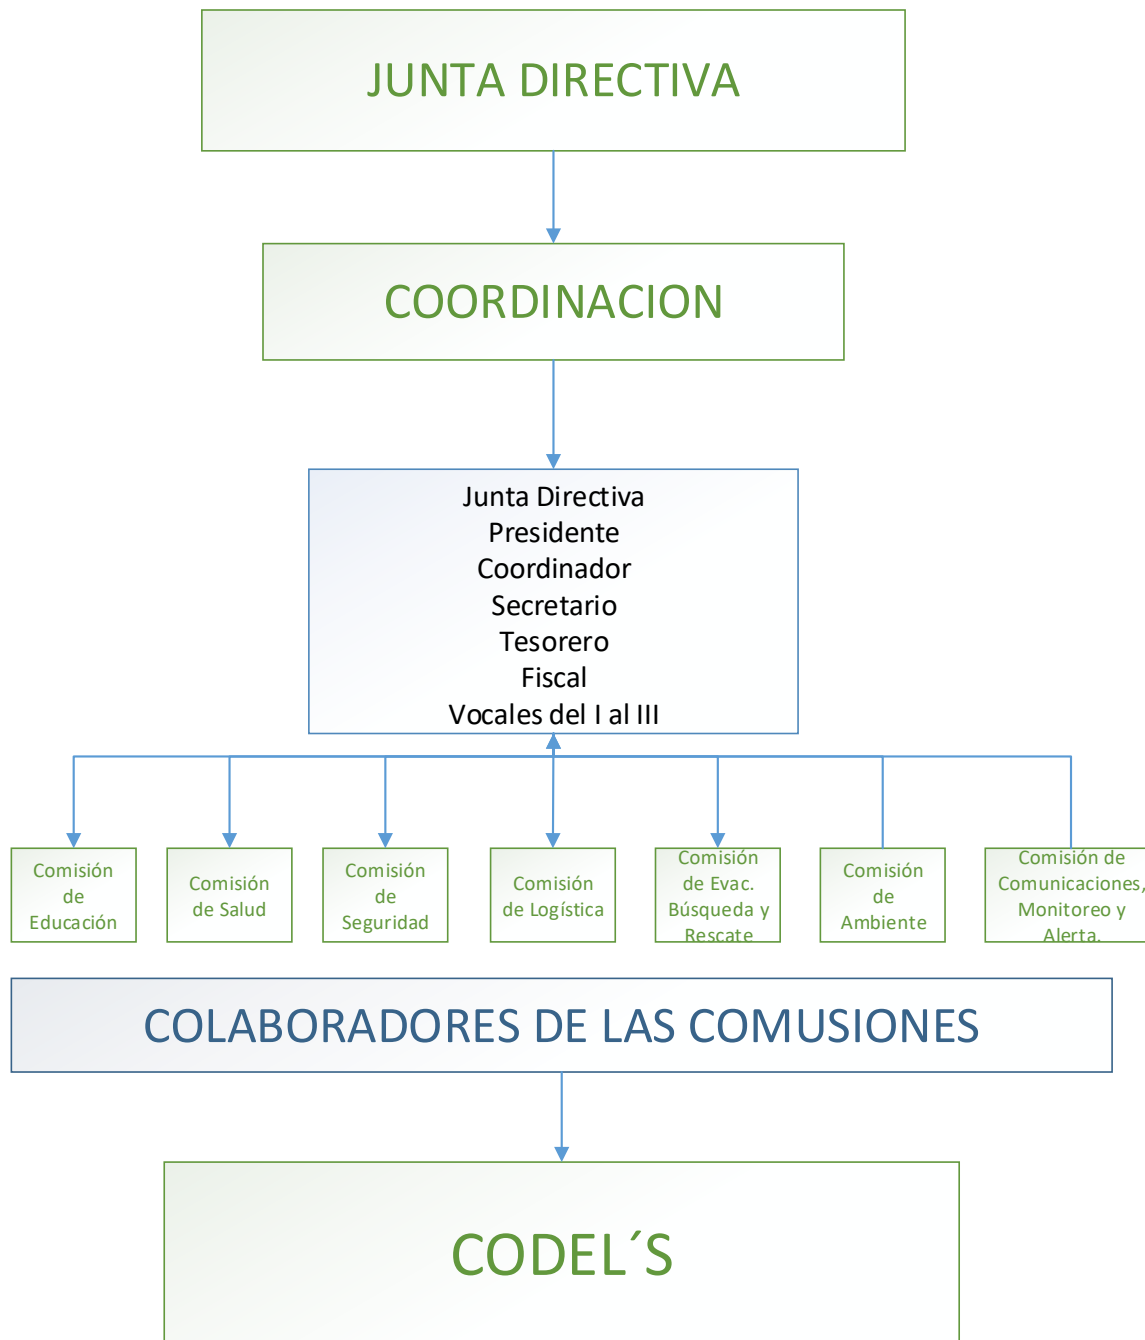 JUNTA DIRECTIVA
COORDINACION
Junta Directiva
Presidente
Coordinador
Secretario
Tesorero
Fiscal
Vocales del I al III
Comisión
de
Educación
Comisión
de Salud
Comisión
de
Seguridad
Comisión
de Logística
Comisión
de Evac.
Búsqueda y
Rescate
Comisión
de
Ambiente
Comisión de
Comunicaciones,
Monitoreo y
Alerta.
COLABORADORES DE LAS COMUSIONES
CODEL´S